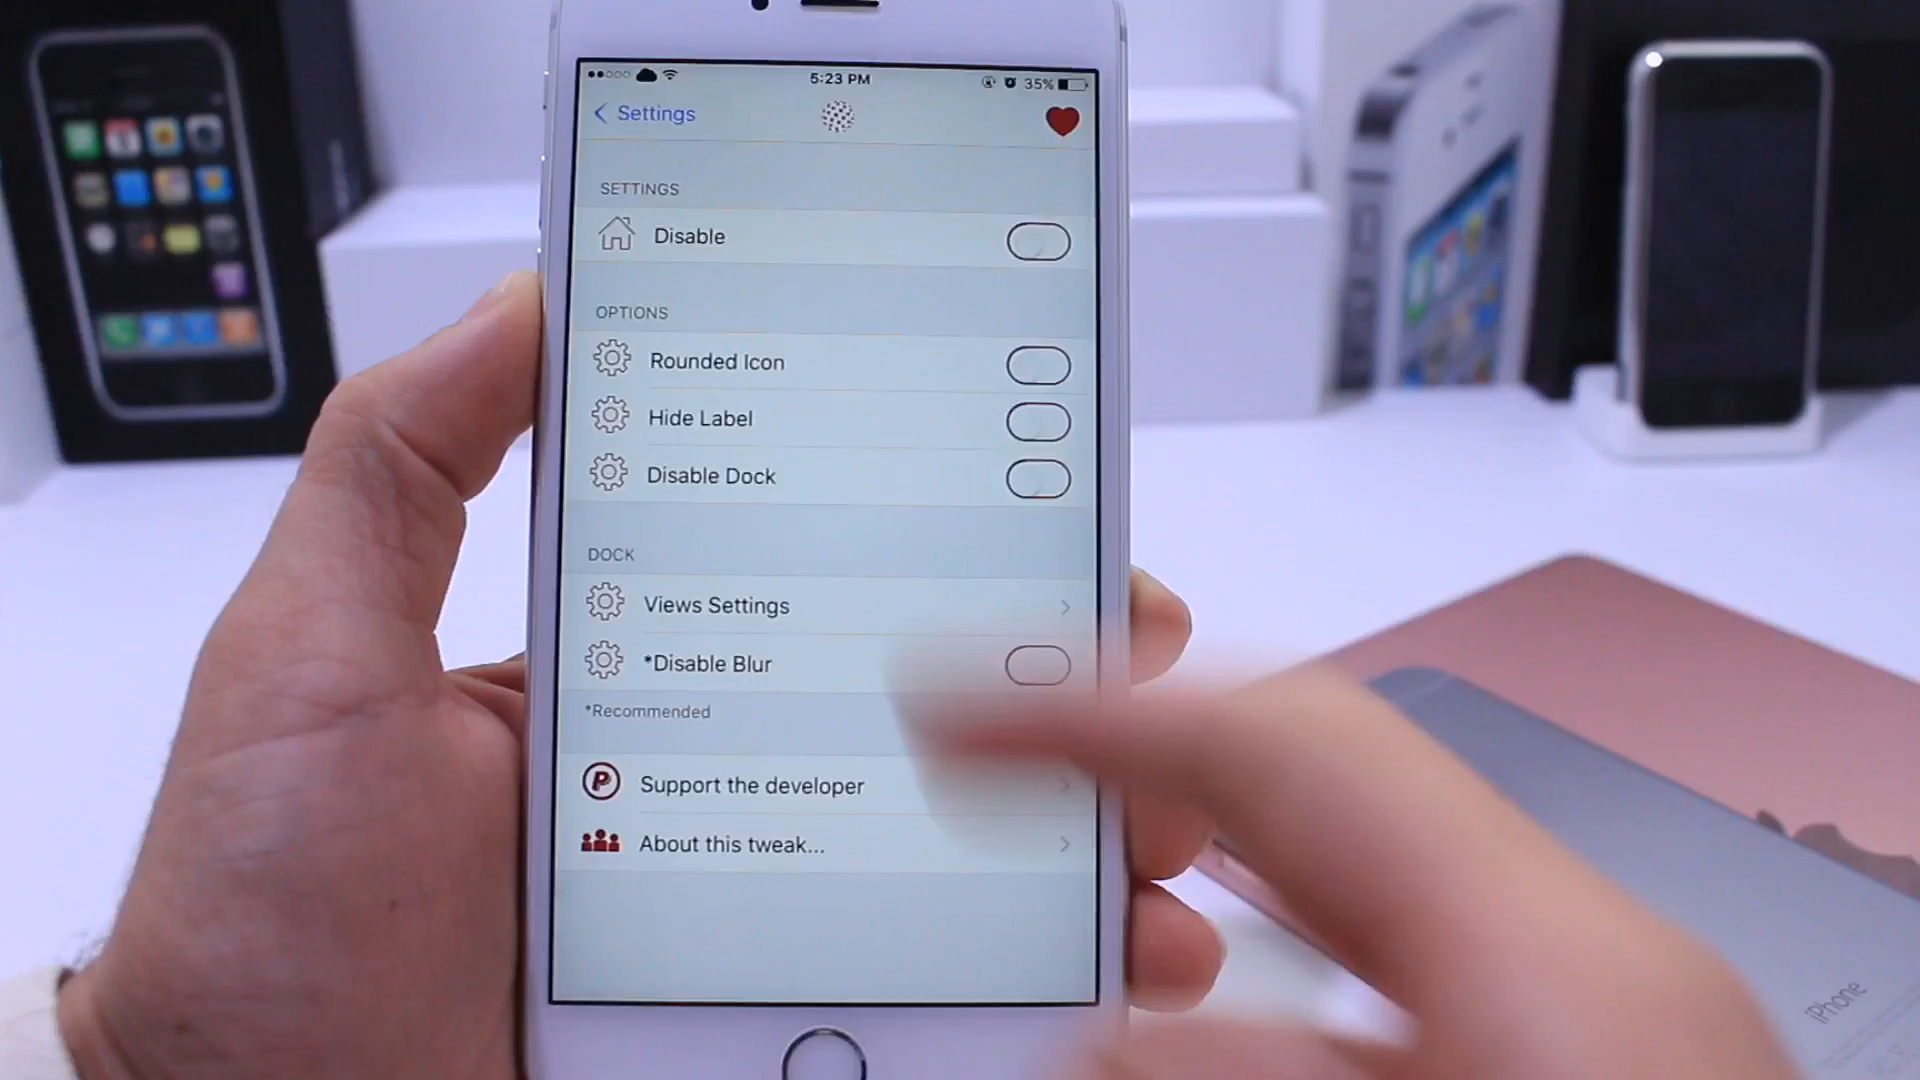 5:23 PM
35%
Settings
SETTINGS
Disable
OPTIONS
Rounded Icon
Hide Label
Disable Dock
DOCK
Views Settings
*Disable Blur
*Recommended
Support the developer
About this tweak...
iPhone